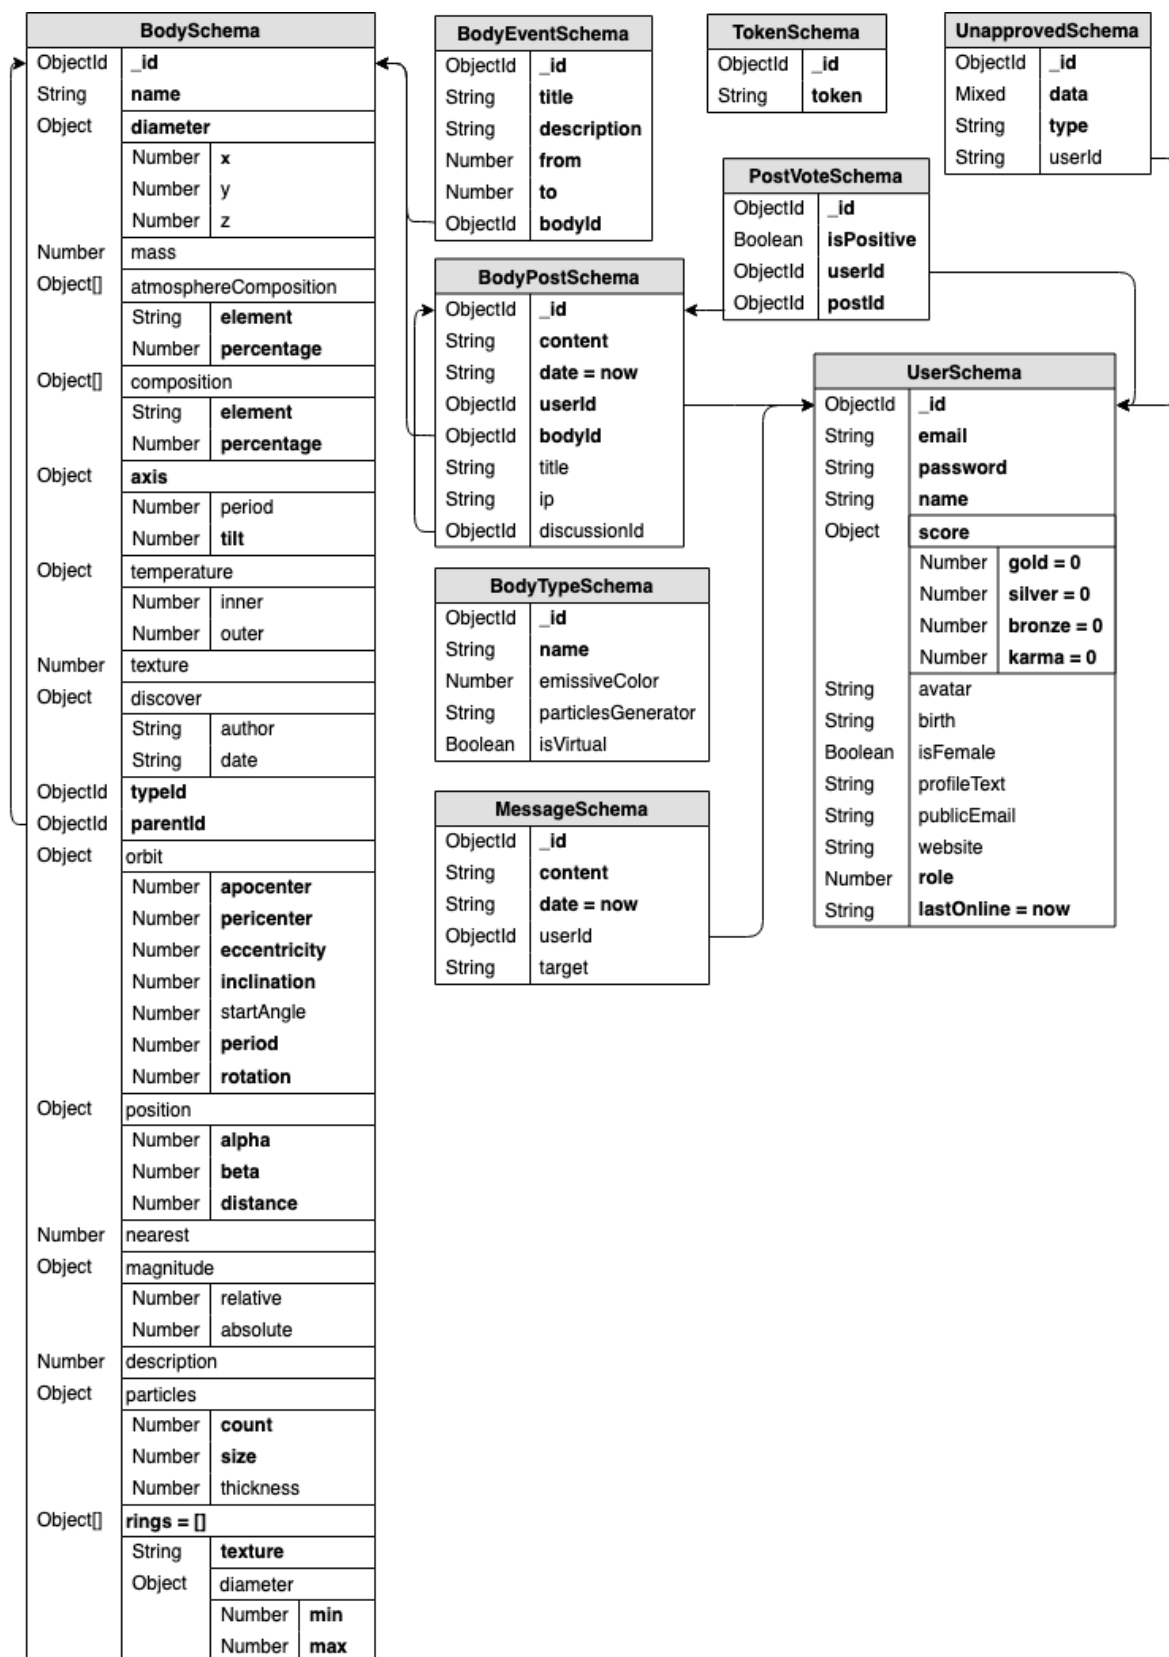 BodySchema
ObjectId _id
String name
Object diameter
Number x
Number y
Number z
Number mass
Object[] atmosphereComposition
String element
Number percentage
Object[] composition
String element
Number percentage
Object axis
Number period
Number tilt
Object temperature
Number inner
Number outer
Number texture
Object discover
String author
String date
ObjectId typeId
ObjectId parentId
Object orbit
Number apocenter
Number pericenter
Number eccentricity
Number inclination
Number startAngle
Number period
Number rotation
Object position
Number alpha
Number beta
Number distance
Number nearest
Object magnitude
Number relative
Number absolute
Number description
Object particles
Number count
Number size
Number thickness
Object[] rings = []
String texture
Object diameter
Number min
Number max
BodyEventSchema
ObjectId _id
String title
String description
Number from
Number to
ObjectId bodyId
BodyPostSchema
ObjectId _id
String content
String date = now
ObjectId userId
ObjectId bodyId
String title
String ip
ObjectId discussionId
BodyTypeSchema
ObjectId _id
String name
Number emissiveColor
String particlesGenerator
Boolean isVirtual
MessageSchema
ObjectId _id
String content
String date = now
ObjectId userId
String target
TokenSchema
ObjectId _id
String token
PostVoteSchema
ObjectId _id
Boolean isPositive
ObjectId userId
ObjectId postId
UnapprovedSchema
ObjectId _id
Mixed data
String type
String userId
UserSchema
ObjectId _id
String email
String password
String name
Object score
Number gold = 0
Number silver = 0
Number bronze = 0
Number karma = 0
String avatar
String birth
Boolean isFemale
String profileText
String publicEmail
String website
Number role
String lastOnline = now